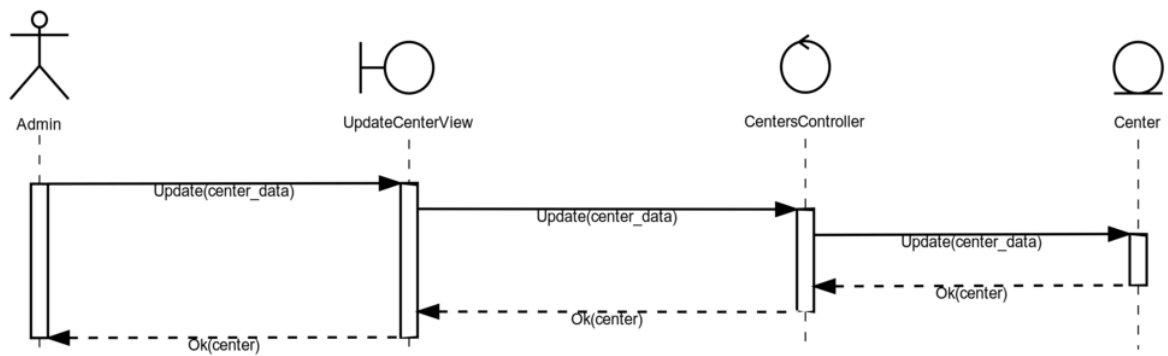 Admin
UpdateCenterView
CentersController
Center
Update(center_data)
Update(center_data)
Update(center_data)
Ok(center)
Ok(center)
Ok(center)